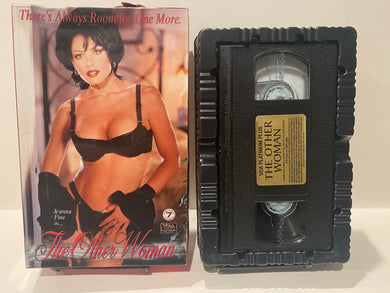 There's Always Room for One More.
Jeanna
Fine
The Other Woman
VCA PLATINUM PLUS
THE OTHER
WOMAN